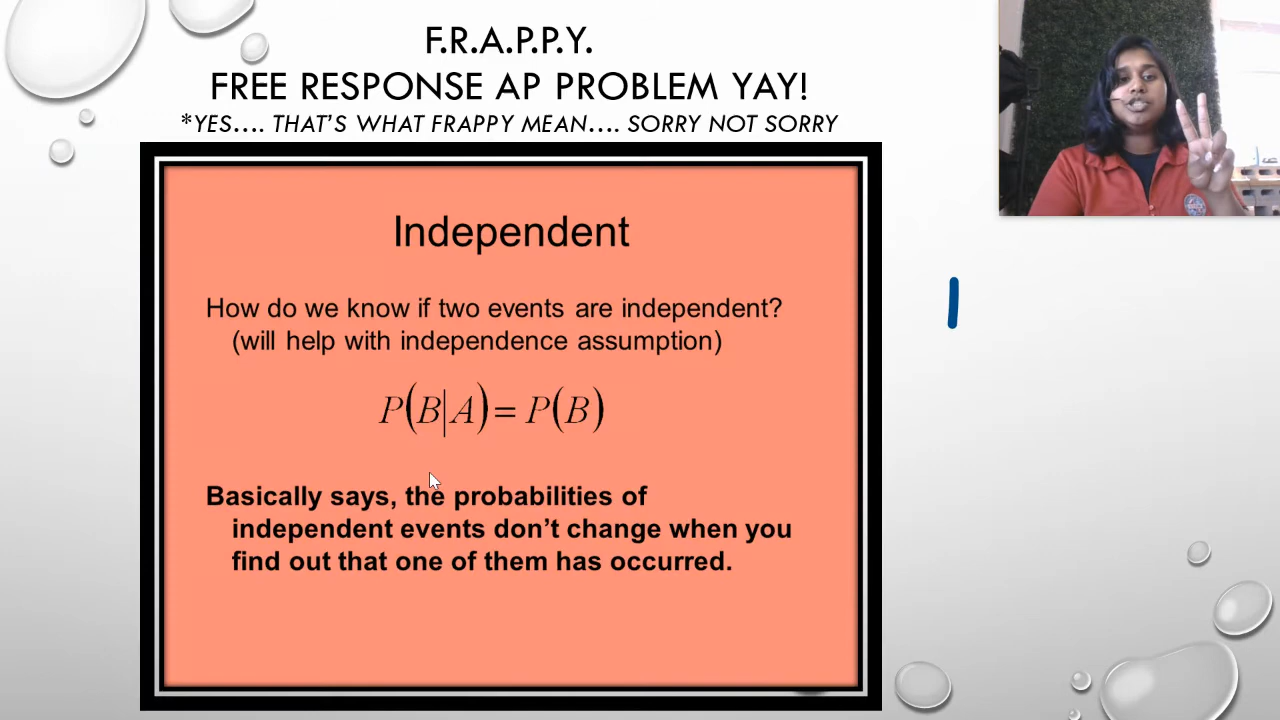 F.R.A.P.P.Y.
FREE RESPONSE AP PROBLEM YAY!
*YES.... THAT'S WHAT FRAPPY MEAN.... SORRY NOT SORRY
Independent
How do we know if two events are independent?
(will help with independence assumption)
P(B|A) = P(B)
Basically says, the probabilities of
independent events don't change when you
find out that one of them has occurred.